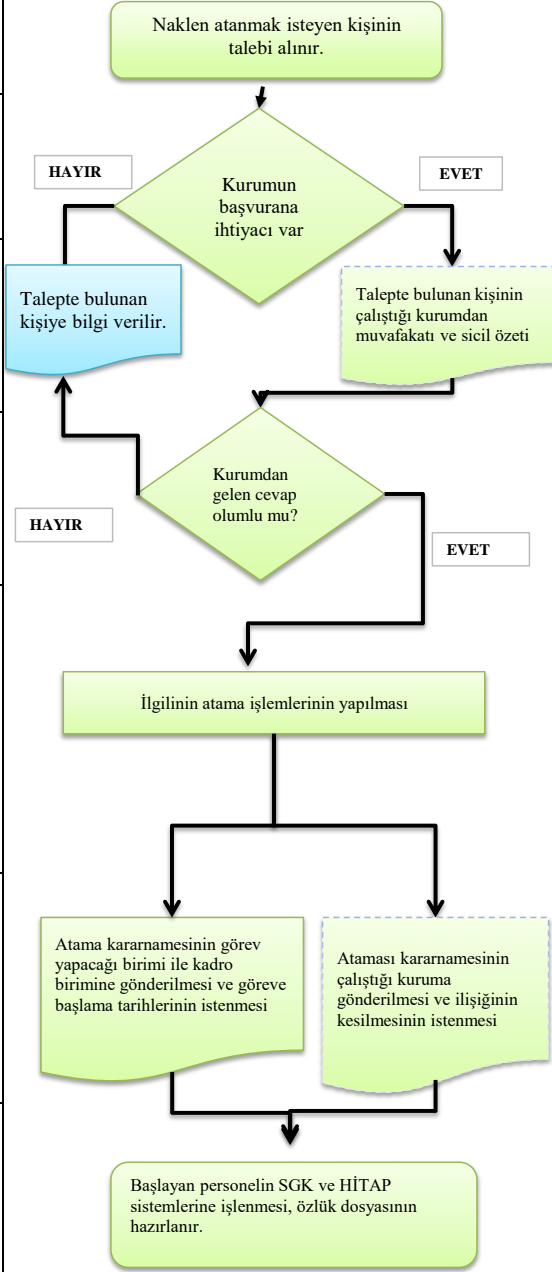 Naklen atanmak isteyen kişinin
talebi alınır.
HAYIR
EVET
Kurumun
başvurana
ihtiyacı var
Talepte bulunan
kişiye bilgi verilir.
Talepte bulunan kişinin
çalıştığı kurumdan
muvafakatı ve sicil özeti
Kurumdan
gelen cevap
olumlu mu?
HAYIR
EVET
İlgilinin atama işlemlerinin yapılması
Atama kararnamesinin görev
yapacağı birimi ile kadro
birimine gönderilmesi ve göreve
başlama tarihlerinin istenmesi
Ataması kararnamesinin
çalıştığı kuruma
gönderilmesi ve ilişiğinin
kesilmesinin istenmesi
Başlayan personelin SGK ve HİTAP
sistemlerine işlenmesi, özlük dosyasının
hazırlanır.